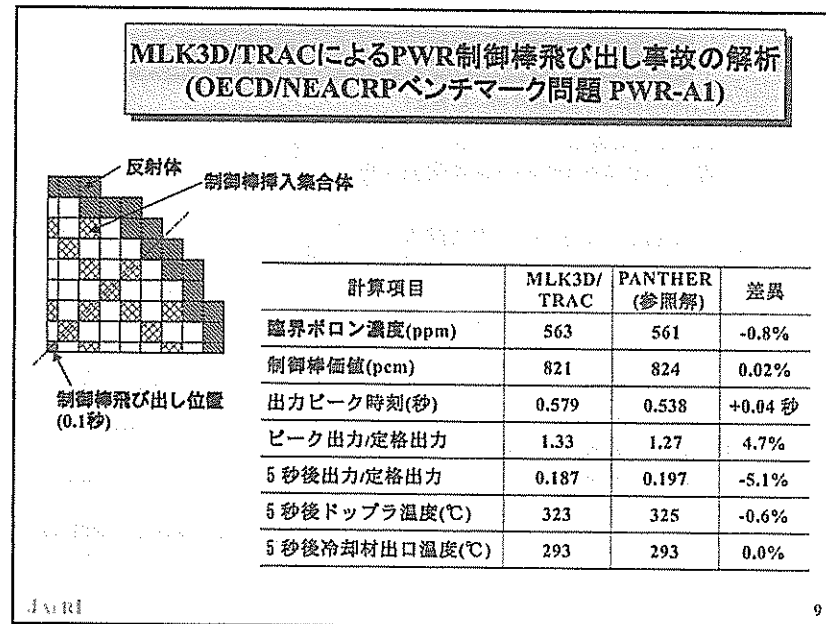 MLK3D/TRACによるPWR制御棒飛び出し事故の解析
(OECD/NEACRPベンチマーク問題 PWR-A1)
反射体
制御棒挿入集合体
制御棒飛び出し位置
(0.1秒)
計算項目 MLK3D/TRAC PANTHER(参照解) 差異
臨界ボロン濃度(ppm) 563 561 -0.8%
制御棒価値(pcm) 821 824 0.02%
出力ピーク時刻(秒) 0.579 0.538 +0.04 秒
ピーク出力/定格出力 1.33 1.27 4.7%
5 秒後出力/定格出力 0.187 0.197 -5.1%
5 秒後ドップラ温度(℃) 323 325 -0.6%
5 秒後冷却材出口温度(℃) 293 293 0.0%
JAERI
9